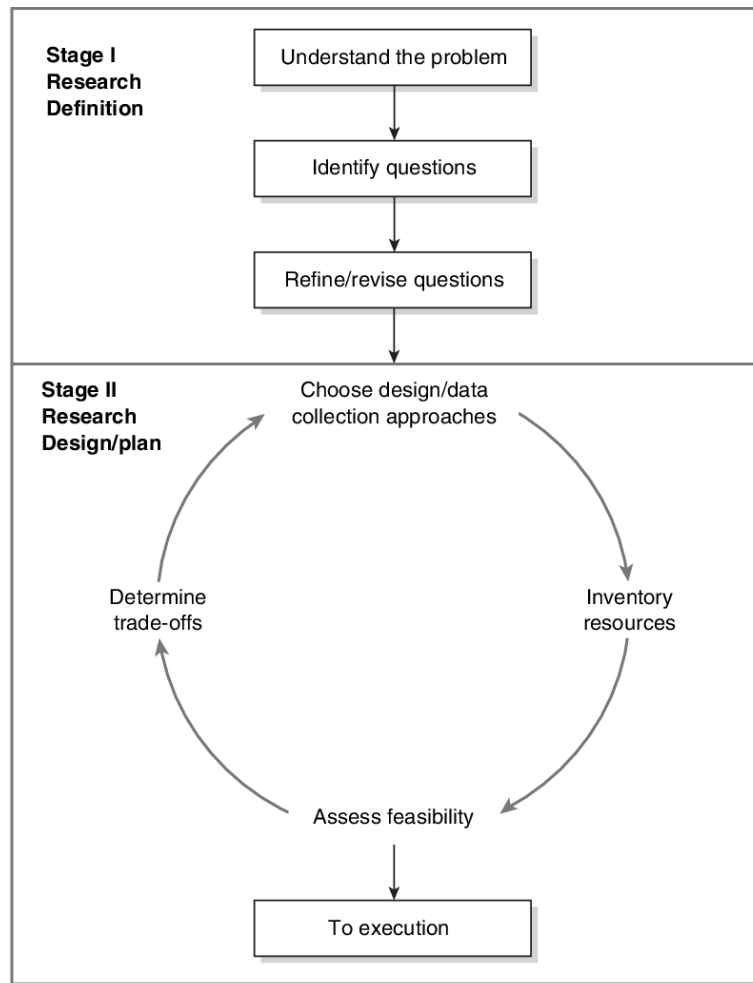 Stage I
Research
Definition
Understand the problem
Identify questions
Refine/revise questions
Stage II
Research
Design/plan
Choose design/data
collection approaches
Determine
trade-offs
Inventory
resources
Assess feasibility
To execution